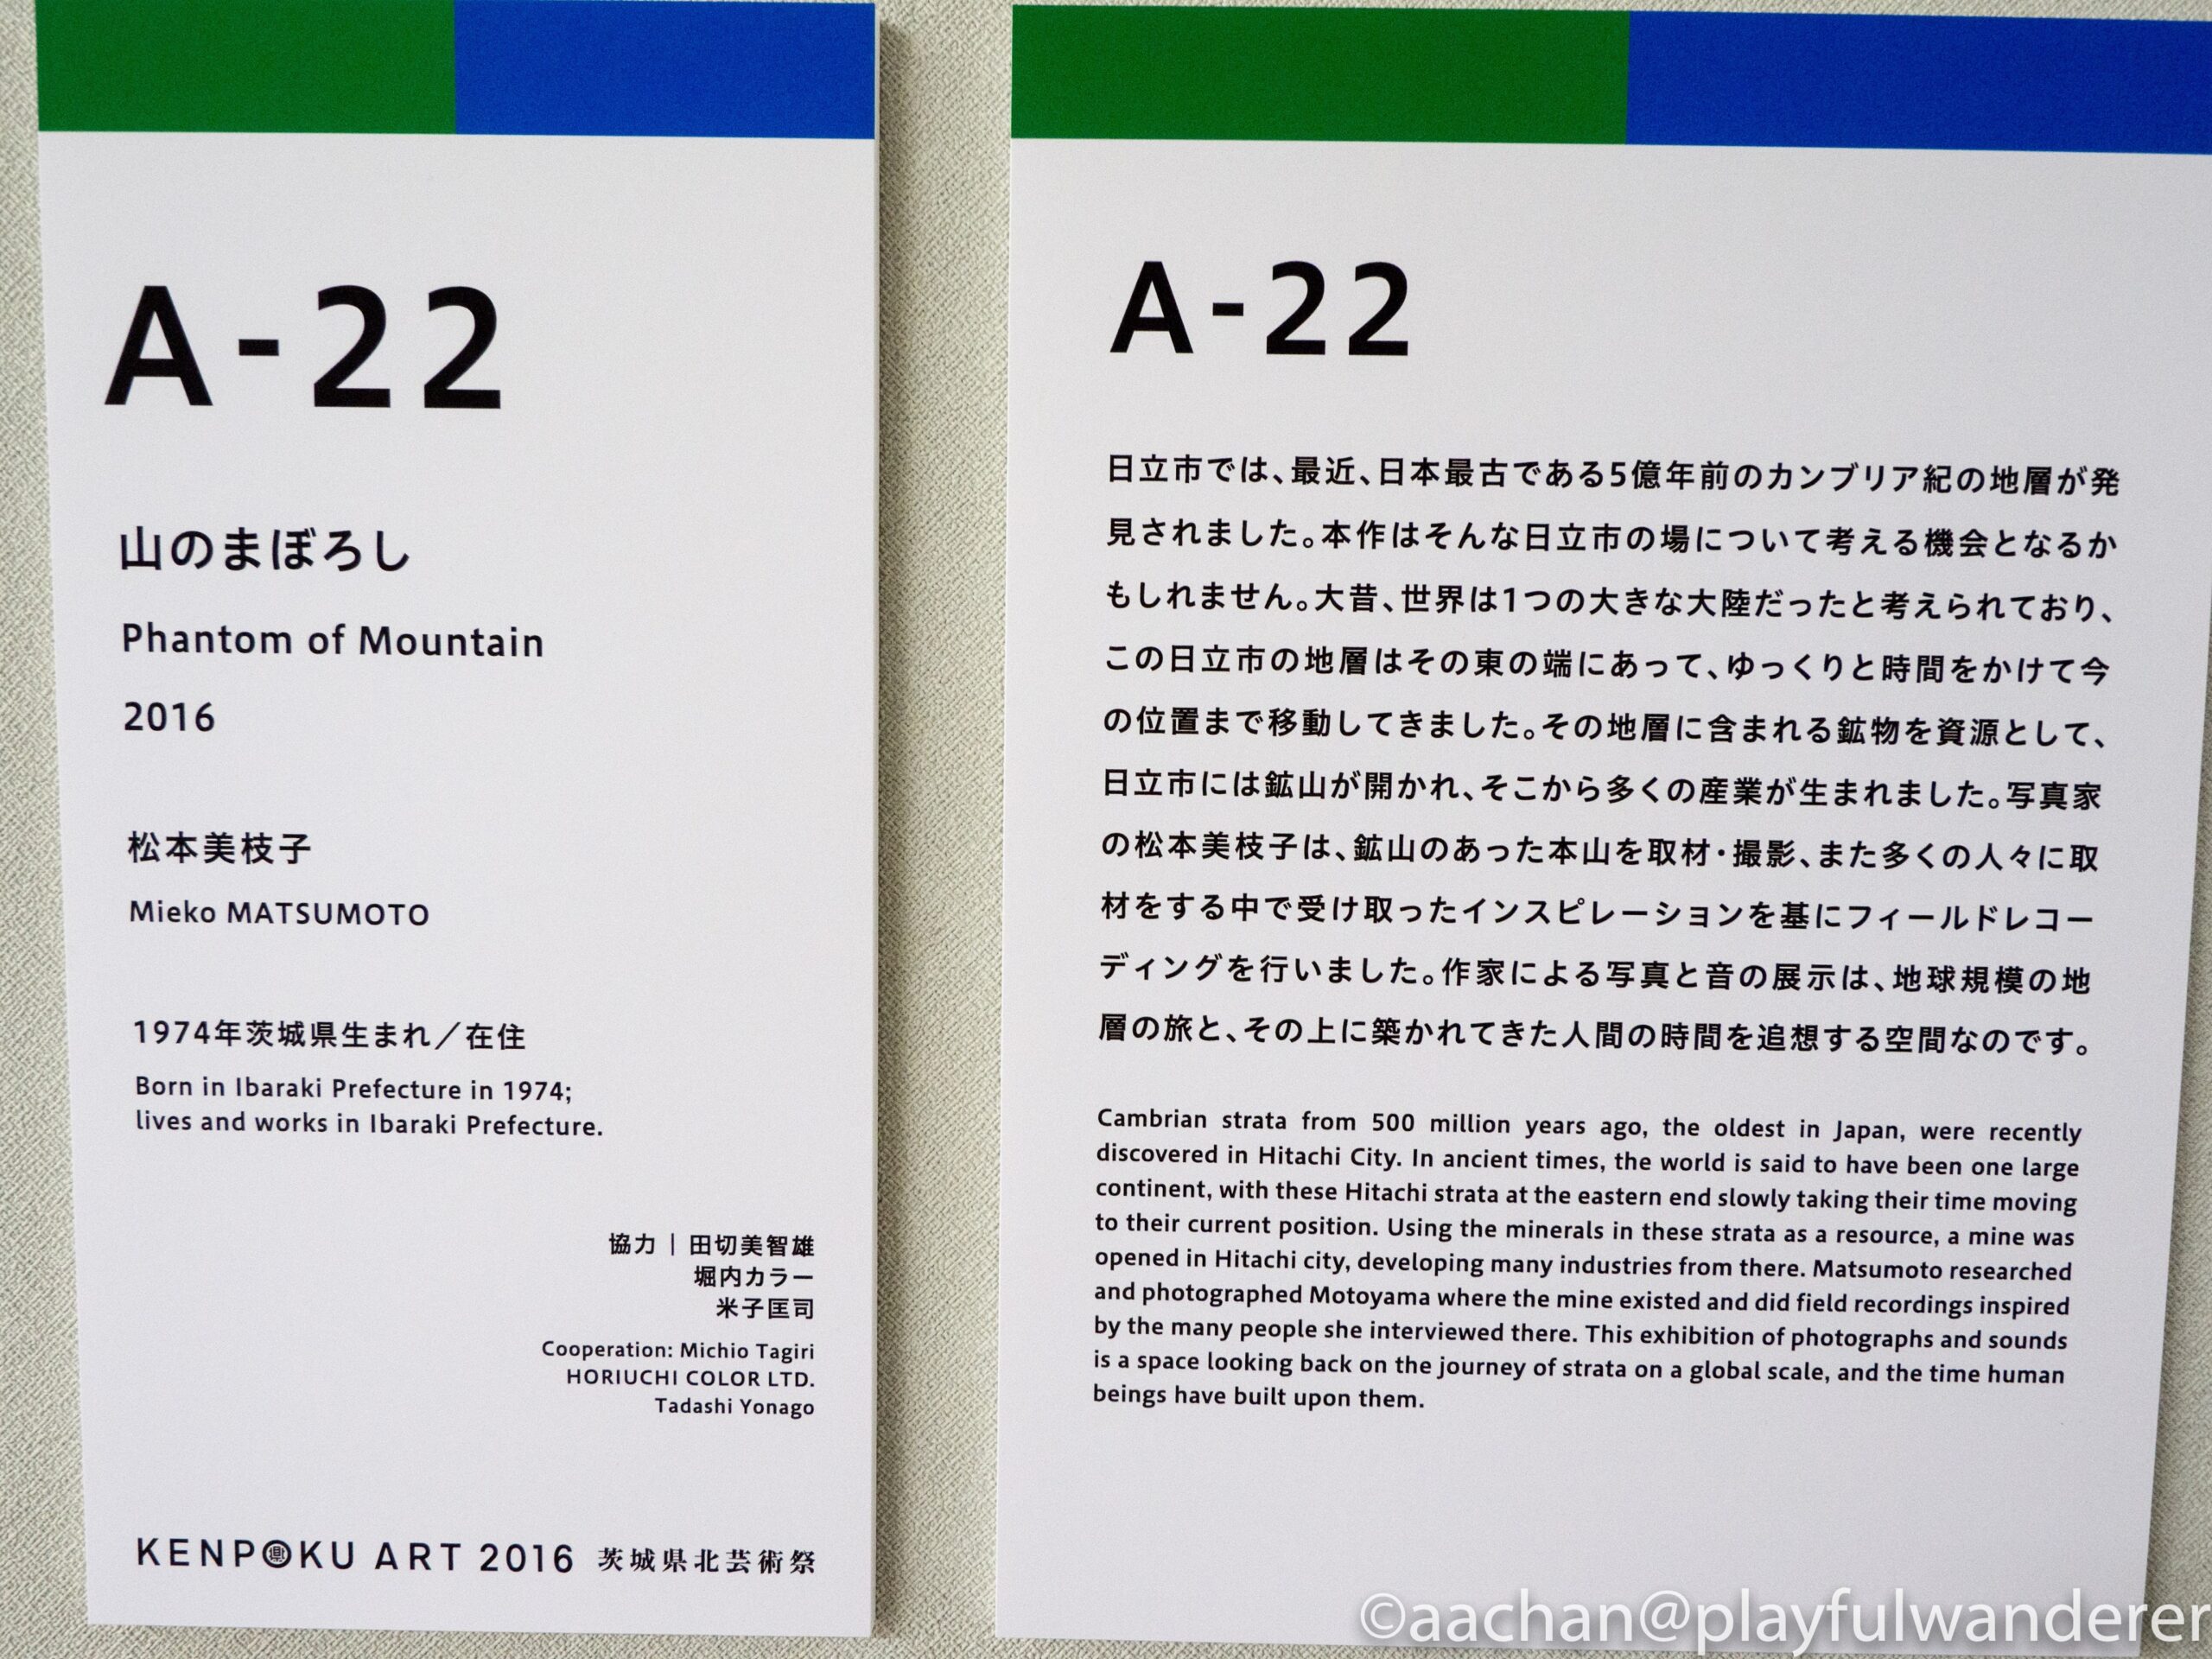 A-22
山のまぼろし
Phantom of Mountain
2016
松本美枝子
Mieko MATSUMOTO
1974年茨城県生まれ／在住
Born in Ibaraki Prefecture in 1974;
lives and works in Ibaraki Prefecture.
協力｜田切美智雄
堀内カラー
米子匡司
Cooperation: Michio Tagiri
HORIUCHI COLOR LTD.
Tadashi Yonago
KENPOKU ART 2016 茨城県北芸術祭
A-22
日立市では、最近、日本最古である5億年前のカンブリア紀の地層が発
見されました。本作はそんな日立市の場について考える機会となるか
もしれません。大昔、世界は1つの大きな大陸だったと考えられており、
この日立市の地層はその東の端にあって、ゆっくりと時間をかけて今
の位置まで移動してきました。その地層に含まれる鉱物を資源として、
日立市には鉱山が開かれ、そこから多くの産業が生まれました。写真家
の松本美枝子は、鉱山のあった本山を取材・撮影、また多くの人々に取
材をする中で受け取ったインスピレーションを基にフィールドレコー
ディングを行いました。作家による写真と音の展示は、地球規模の地
層の旅と、その上に築かれてきた人間の時間を追想する空間なのです。
Cambrian strata from 500 million years ago, the oldest in Japan, were recently
discovered in Hitachi City. In ancient times, the world is said to have been one large
continent, with these Hitachi strata at the eastern end slowly taking their time moving
to their current position. Using the minerals in these strata as a resource, a mine was
opened in Hitachi city, developing many industries from there. Matsumoto researched
and photographed Motoyama where the mine existed and did field recordings inspired
by the many people she interviewed there. This exhibition of photographs and sounds
is a space looking back on the journey of strata on a global scale, and the time human
beings have built upon them.
©aachan@playfulwanderer